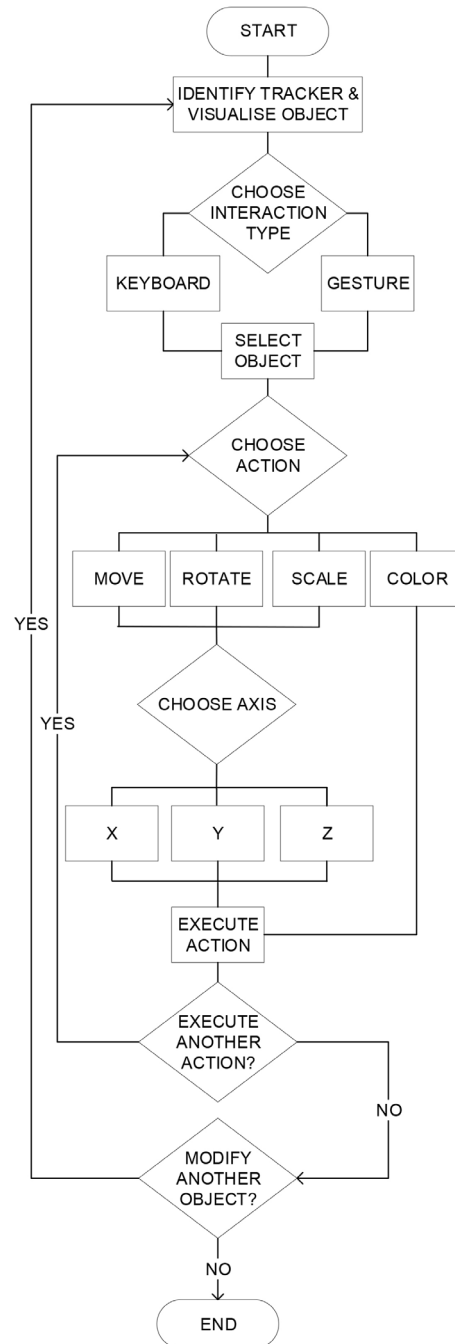 START
IDENTIFY TRACKER &
VISUALISE OBJECT
CHOOSE
INTERACTION
TYPE
KEYBOARD
GESTURE
SELECT
OBJECT
CHOOSE
ACTION
MOVE
ROTATE
SCALE
COLOR
YES
CHOOSE AXIS
YES
X
Y
Z
EXECUTE
ACTION
EXECUTE
ANOTHER
ACTION?
NO
MODIFY
ANOTHER
OBJECT?
NO
END